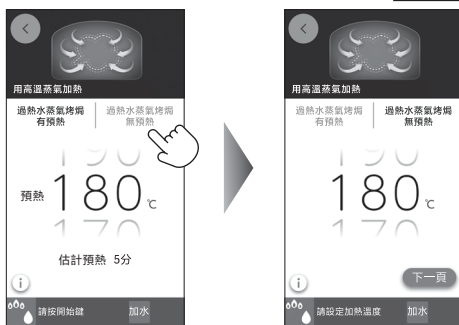 用高溫蒸氣加熱
過熱水蒸氣烤焗
有預熱
過熱水蒸氣烤焗
無預熱
190
預熱 180℃
170
估計預熱 5分
i
請按開始鍵 加水
用高溫蒸氣加熱
過熱水蒸氣烤焗
有預熱
過熱水蒸氣烤焗
無預熱
190
180℃
170
i
下一頁
請設定加熱溫度 加水